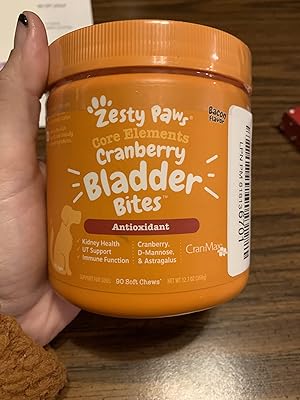 Zesty Paws
Bacon
Flavor
Core Elements
Cranberry
Bladder
Bites™
Antioxidant
Kidney Health
UT Support
Immune Function
Cranberry,
D-Mannose,
& Astragalus
CranMax
90 Soft Chews